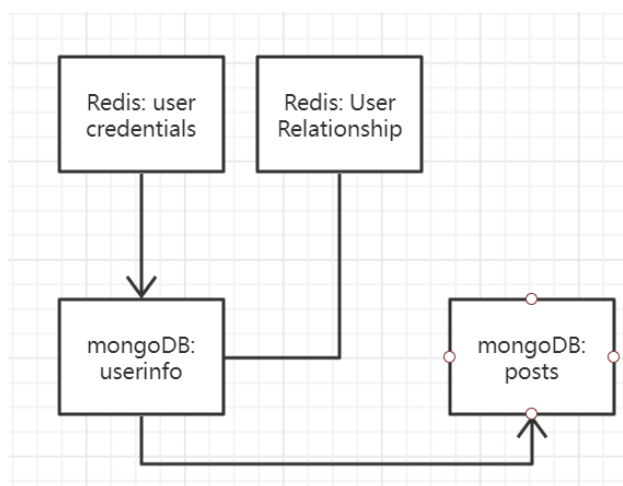 Redis: user
credentials
Redis: User
Relationship
mongoDB:
userinfo
mongoDB:
posts